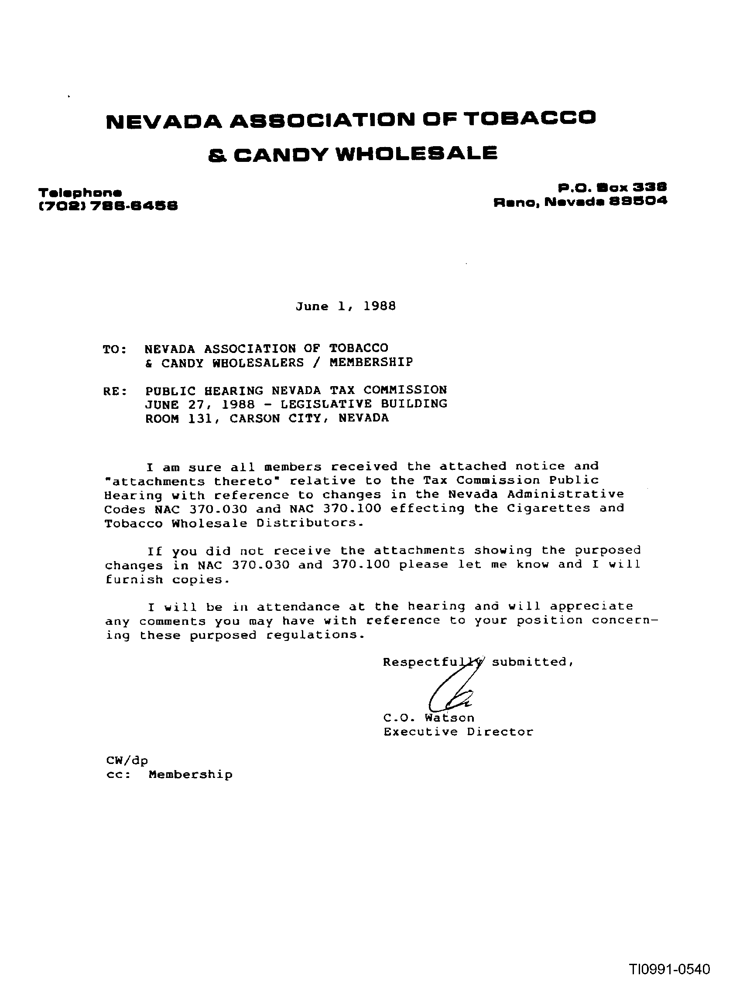 NEVADA ASSOCIATION OF TOBACCO
& CANDY WHOLESALE
Telephone
(702) 786-6456
P.O. Box 338
Reno, Nevada 89504
June 1, 1988
TO: NEVADA ASSOCIATION OF TOBACCO
& CANDY WHOLESALERS / MEMBERSHIP
RE: PUBLIC HEARING NEVADA TAX COMMISSION
JUNE 27, 1988 - LEGISLATIVE BUILDING
ROOM 131, CARSON CITY, NEVADA
I am sure all members received the attached notice and
"attachments thereto" relative to the Tax Commission Public
Hearing with reference to changes in the Nevada Administrative
Codes NAC 370.030 and NAC 370.100 effecting the Cigarettes and
Tobacco Wholesale Distributors.
If you did not receive the attachments showing the purposed
changes in NAC 370.030 and 370.100 please let me know and I will
furnish copies.
I will be in attendance at the hearing and will appreciate
any comments you may have with reference to your position concern-
ing these purposed regulations.
Respectfully submitted,
C.O. Watson
Executive Director
CW/dp
cc: Membership
TI0991-0540